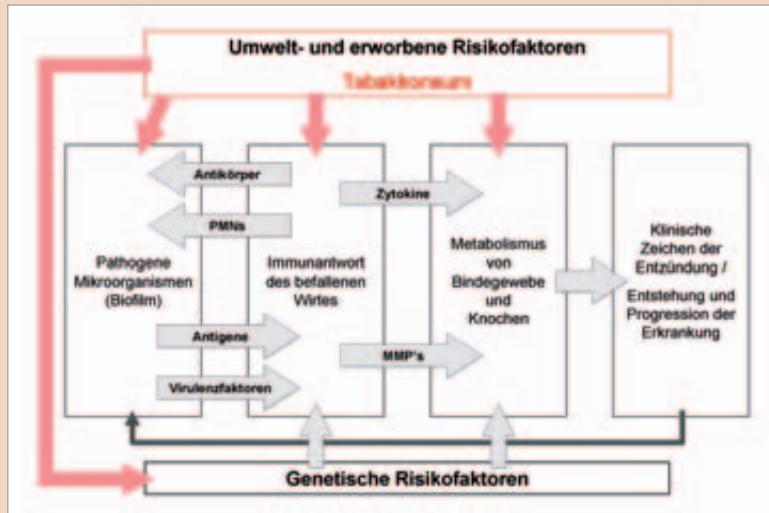 Umwelt- und erworbene Risikofaktoren
Tabakkonsum
Antikörper
PMNs
Pathogene
Mikroorganismen
(Biofilm)
Antigene
Virulenzfaktoren
Immunantwort
des befallenen
Wirtes
Zytokine
MMP's
Metabolismus
von
Bindegewebe
und
Knochen
Klinische
Zeichen der
Entzündung /
Entstehung und
Progression der
Erkrankung
Genetische Risikofaktoren